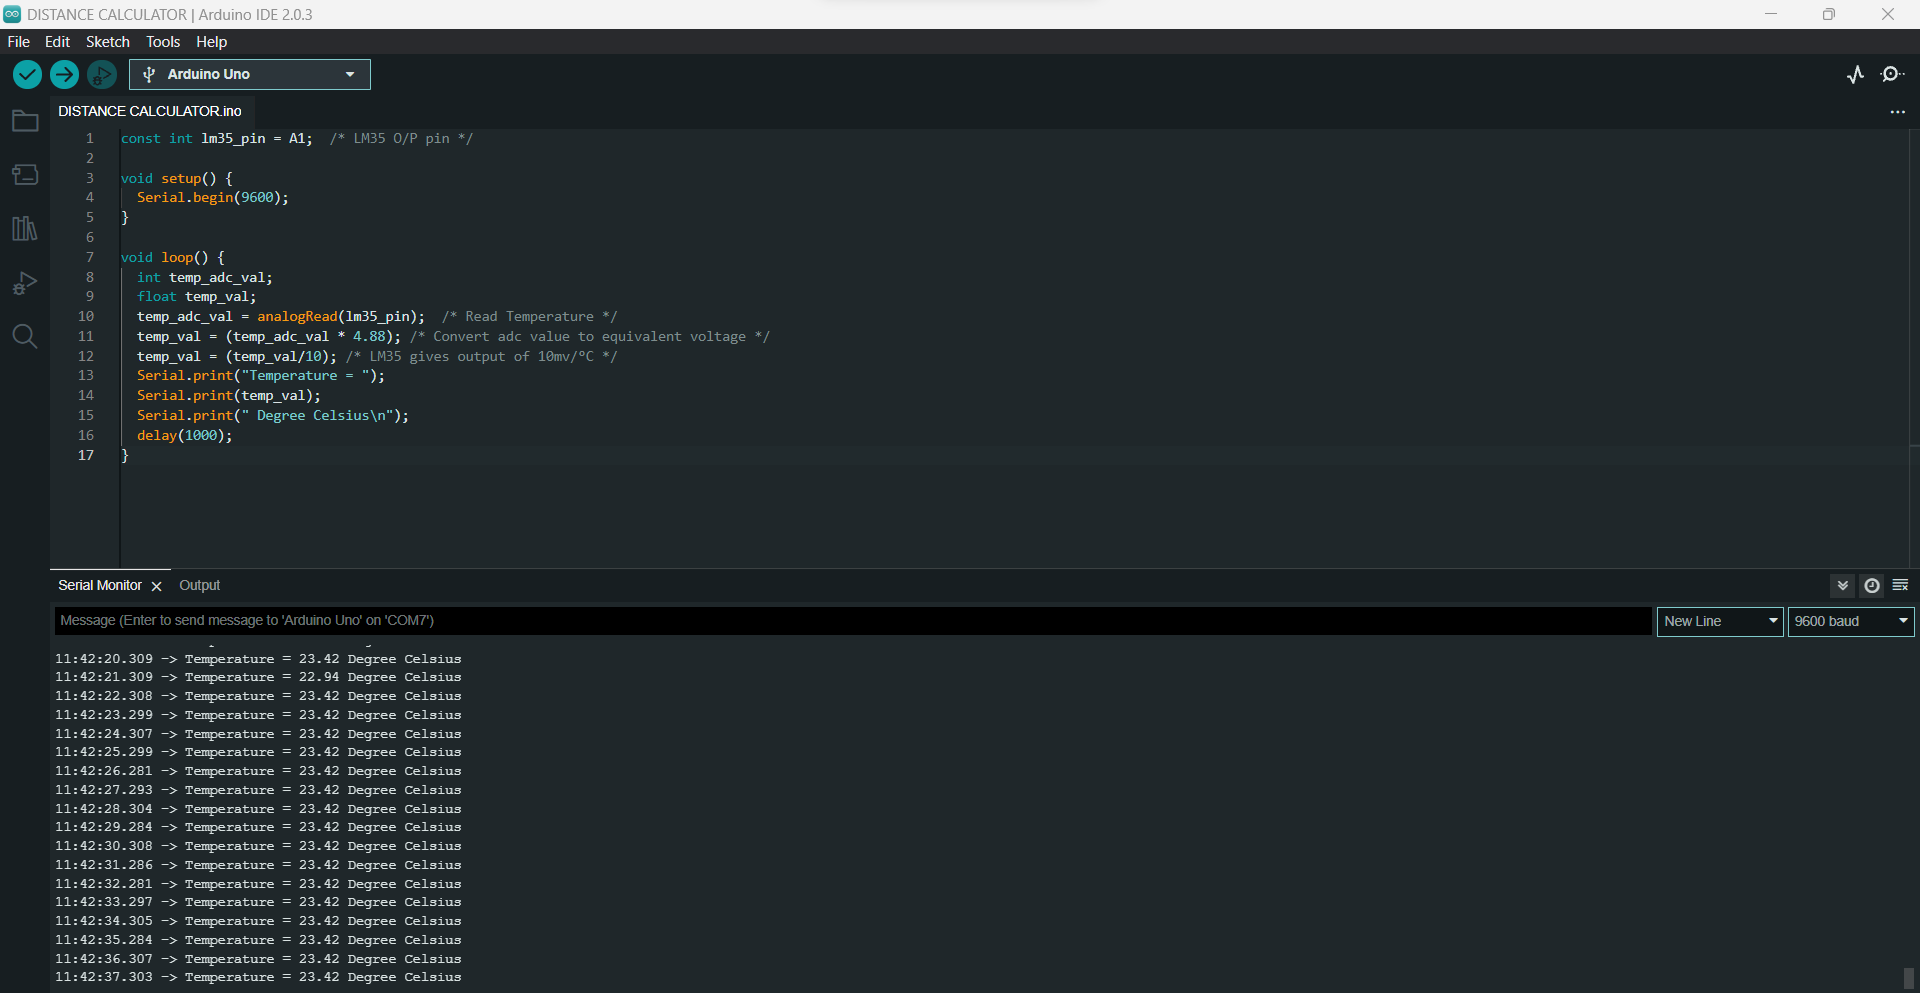 DISTANCE CALCULATOR | Arduino IDE 2.0.3
File Edit Sketch Tools Help
Arduino Uno
DISTANCE CALCULATOR.ino
1 const int lm35_pin = A1;  /* LM35 O/P pin */
2
3 void setup() {
4   Serial.begin(9600);
5 }
6
7 void loop() {
8   int temp_adc_val;
9   float temp_val;
10   temp_adc_val = analogRead(lm35_pin);  /* Read Temperature */
11   temp_val = (temp_adc_val * 4.88); /* Convert adc value to equivalent voltage */
12   temp_val = (temp_val/10); /* LM35 gives output of 10mv/°C */
13   Serial.print("Temperature = ");
14   Serial.print(temp_val);
15   Serial.print(" Degree Celsius\n");
16   delay(1000);
17 }
Serial Monitor Output
Message (Enter to send message to 'Arduino Uno' on 'COM7') New Line 9600 baud
11:42:20.309 -> Temperature = 23.42 Degree Celsius
11:42:21.309 -> Temperature = 22.94 Degree Celsius
11:42:22.308 -> Temperature = 23.42 Degree Celsius
11:42:23.299 -> Temperature = 23.42 Degree Celsius
11:42:24.307 -> Temperature = 23.42 Degree Celsius
11:42:25.299 -> Temperature = 23.42 Degree Celsius
11:42:26.281 -> Temperature = 23.42 Degree Celsius
11:42:27.293 -> Temperature = 23.42 Degree Celsius
11:42:28.304 -> Temperature = 23.42 Degree Celsius
11:42:29.284 -> Temperature = 23.42 Degree Celsius
11:42:30.308 -> Temperature = 23.42 Degree Celsius
11:42:31.286 -> Temperature = 23.42 Degree Celsius
11:42:32.281 -> Temperature = 23.42 Degree Celsius
11:42:33.297 -> Temperature = 23.42 Degree Celsius
11:42:34.305 -> Temperature = 23.42 Degree Celsius
11:42:35.284 -> Temperature = 23.42 Degree Celsius
11:42:36.307 -> Temperature = 23.42 Degree Celsius
11:42:37.303 -> Temperature = 23.42 Degree Celsius